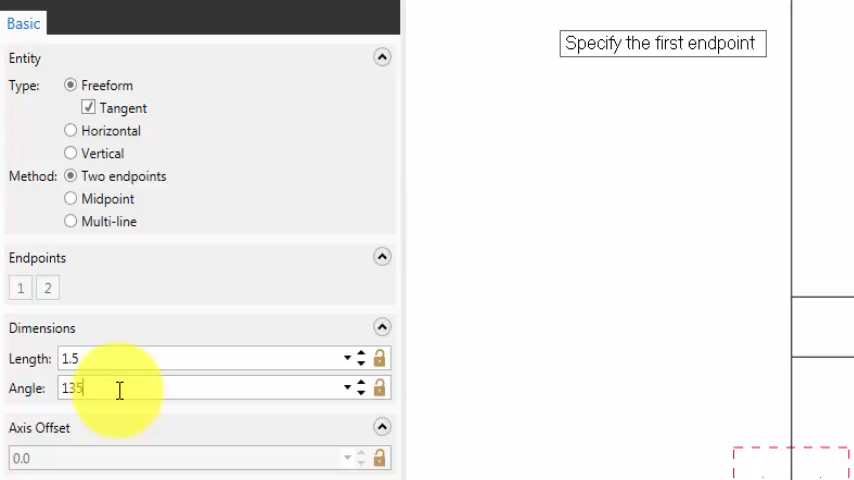 Basic
Specify the first endpoint
Entity
Type: Freeform
Tangent
Horizontal
Vertical
Method: Two endpoints
Midpoint
Multi-line
Endpoints
1 2
Dimensions
Length: 1.5
Angle: 135
Axis Offset
0.0